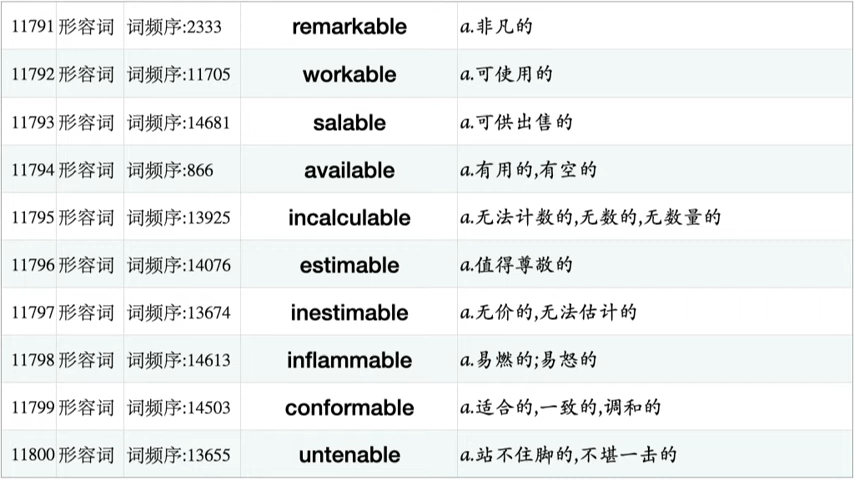 11791 形容词 词频序:2333 remarkable a.非凡的
11792 形容词 词频序:11705 workable a.可使用的
11793 形容词 词频序:14681 salable a.可供出售的
11794 形容词 词频序:866 available a.有用的,有空的
11795 形容词 词频序:13925 incalculable a.无法计数的,无数的,无数量的
11796 形容词 词频序:14076 estimable a.值得尊敬的
11797 形容词 词频序:13674 inestimable a.无价的,无法估计的
11798 形容词 词频序:14613 inflammable a.易燃的;易怒的
11799 形容词 词频序:14503 conformable a.适合的,一致的,调和的
11800 形容词 词频序:13655 untenable a.站不住脚的,不堪一击的